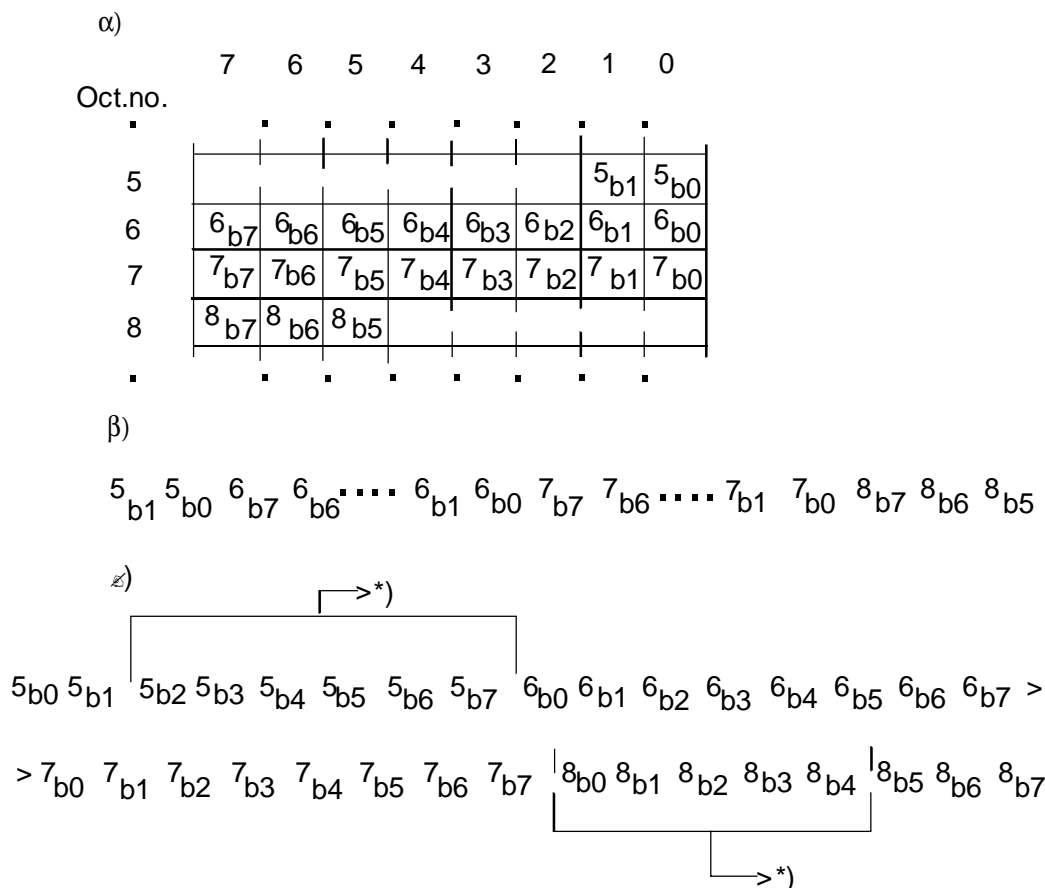 α)
7 6 5 4 3 2 1 0
Oct.no.
5 5b1 5b0
6 6b7 6b6 6b5 6b4 6b3 6b2 6b1 6b0
7 7b7 7b6 7b5 7b4 7b3 7b2 7b1 7b0
8 8b7 8b6 8b5
β)
5b1 5b0 6b7 6b6 .... 6b1 6b0 7b7 7b6 .... 7b1 7b0 8b7 8b6 8b5
✍)
>*)
5b0 5b1 5b2 5b3 5b4 5b5 5b6 5b7 6b0 6b1 6b2 6b3 6b4 6b5 6b6 6b7 >
> 7b0 7b1 7b2 7b3 7b4 7b5 7b6 7b7 8b0 8b1 8b2 8b3 8b4 8b5 8b6 8b7
>*)